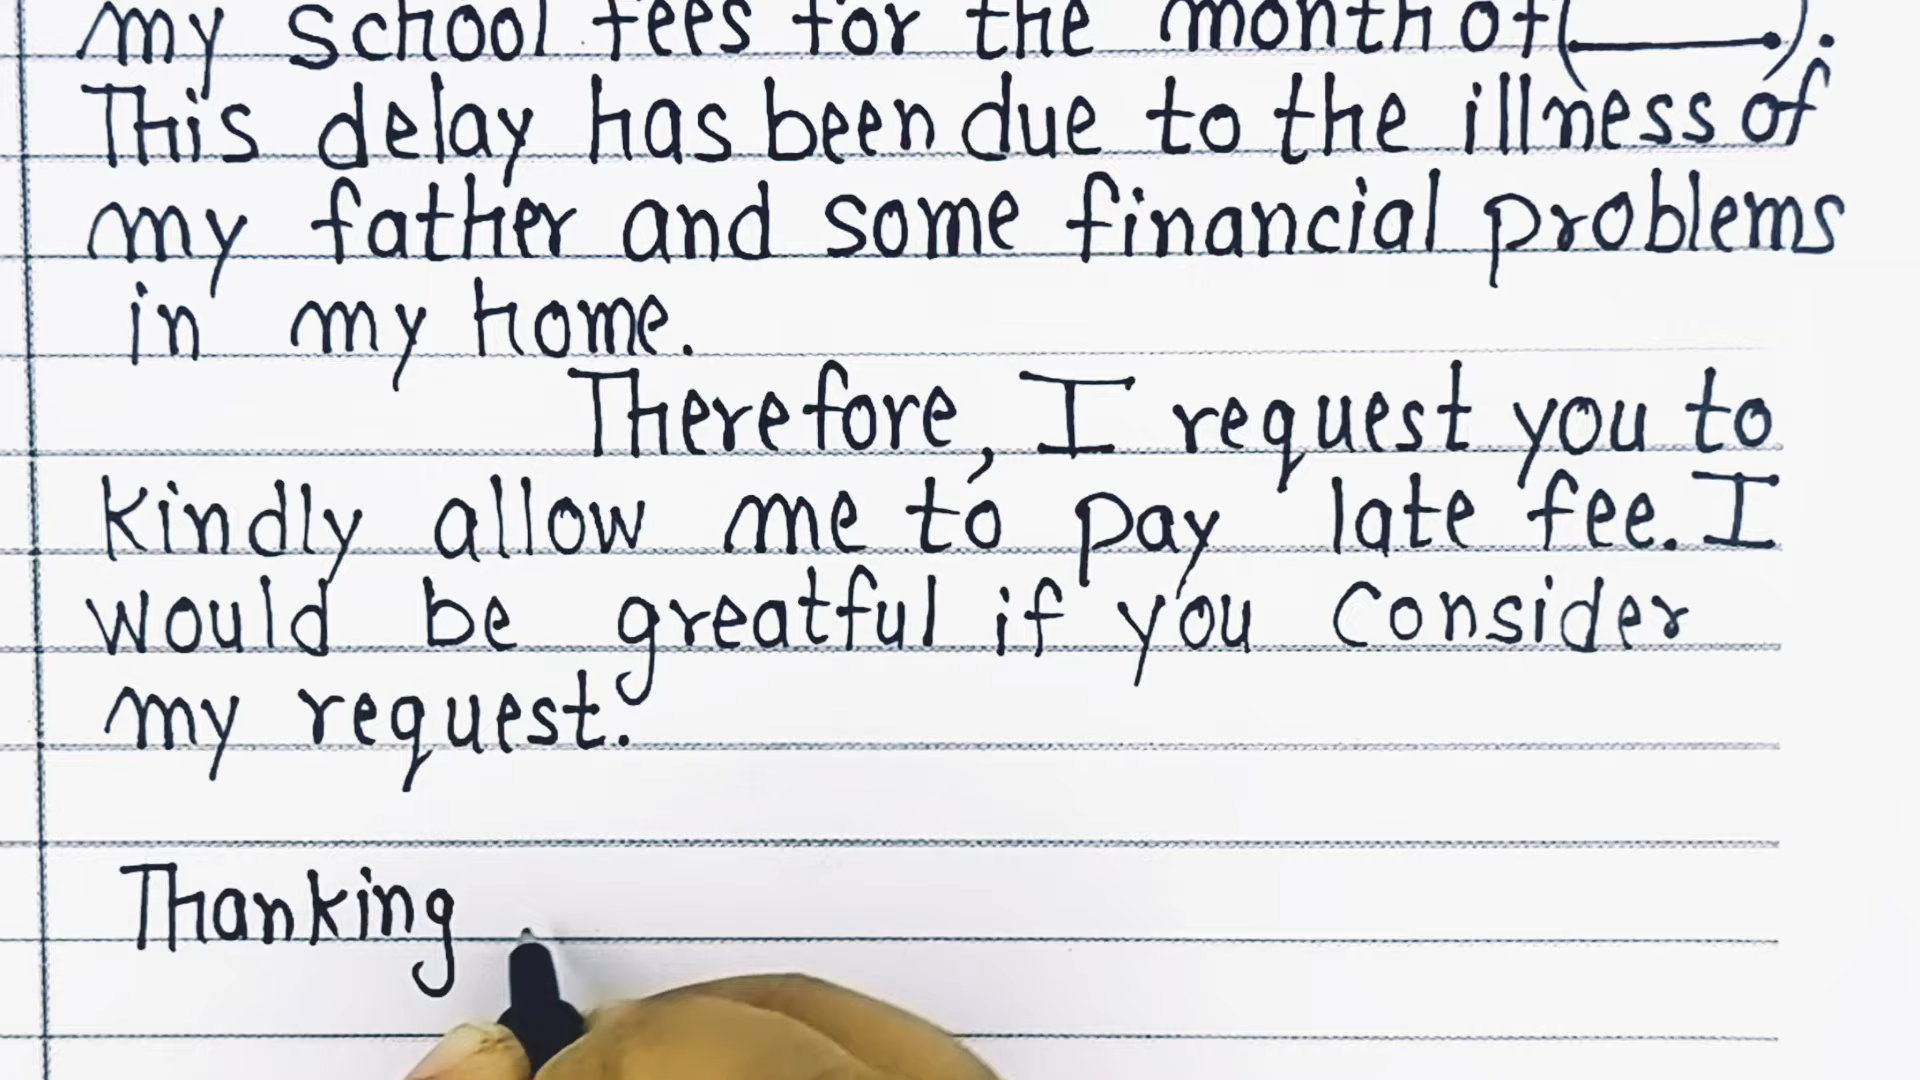 my school fees for the month of(______).
This delay has been due to the illness of
my father and some financial problems
in my home.
Therefore, I request you to
kindly allow me to pay late fee. I
would be greatful if you consider
my request.
Thanking